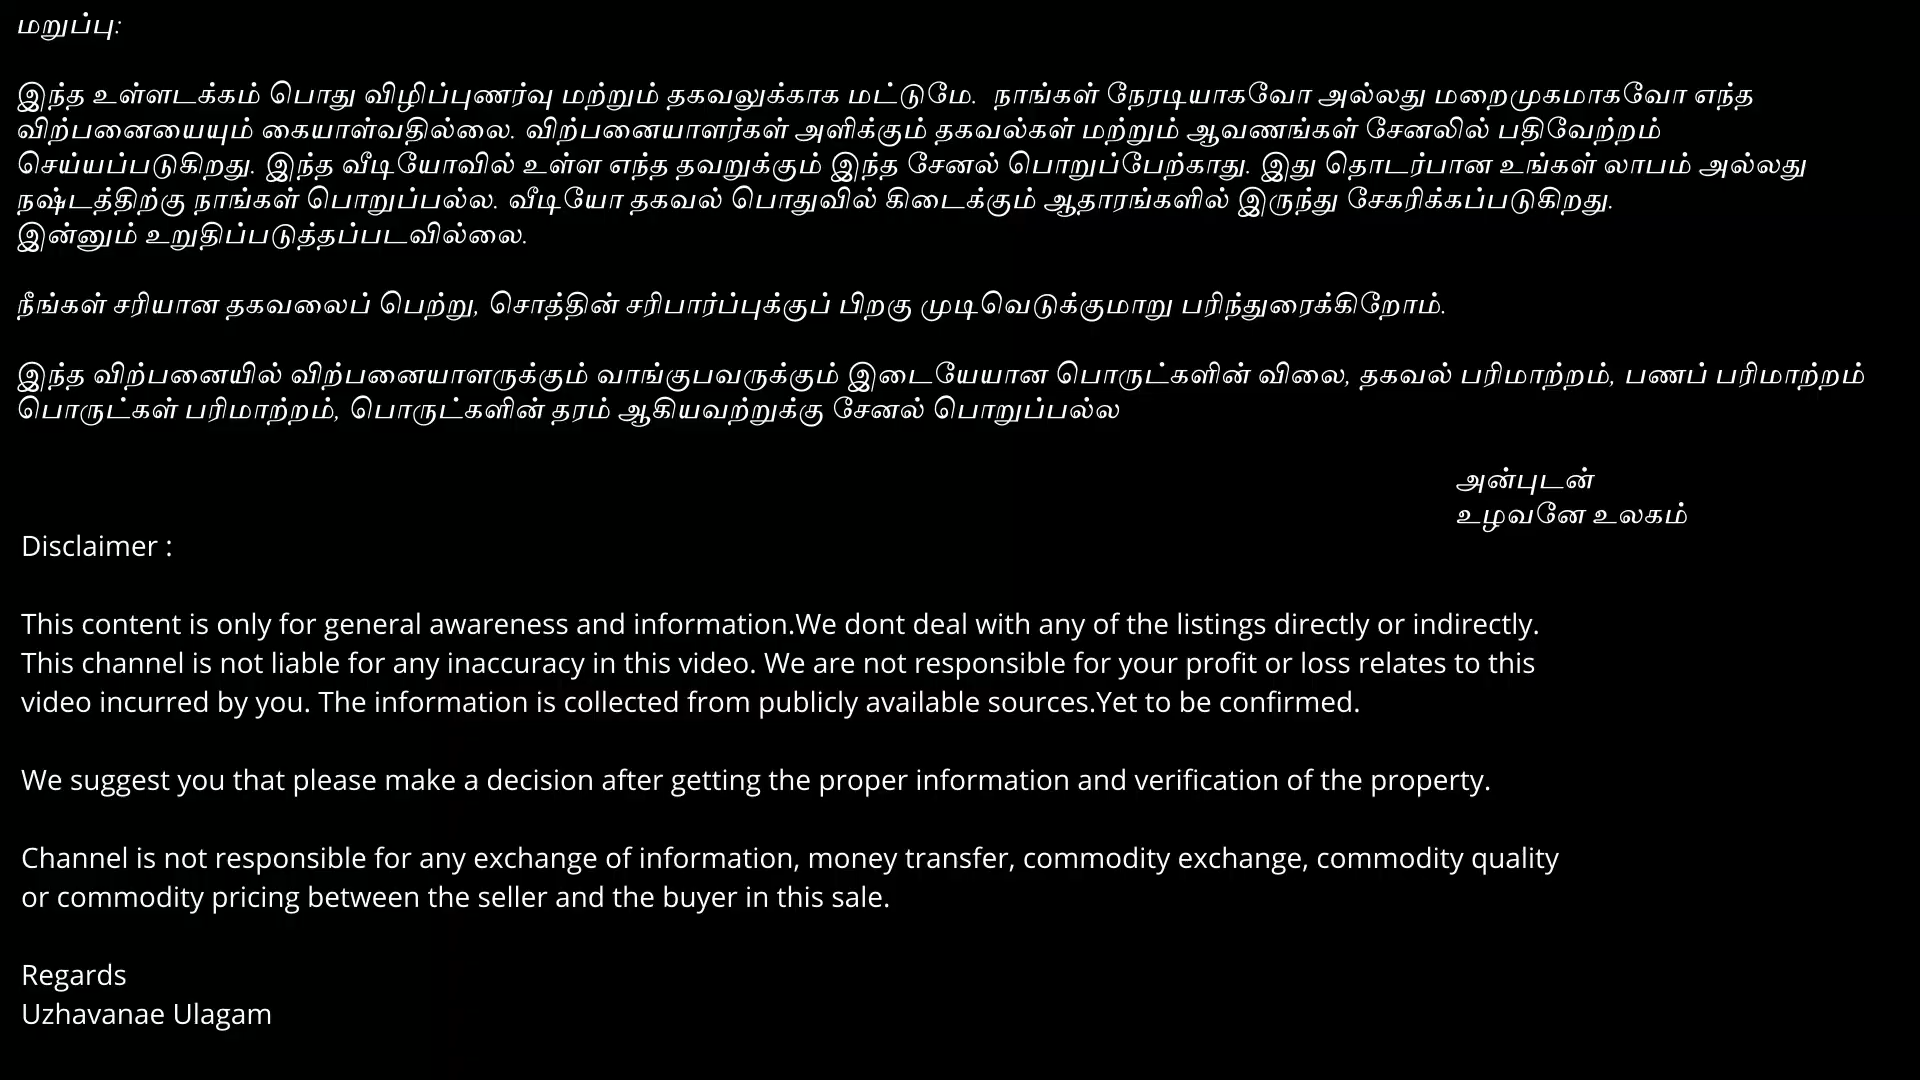 மறுப்பு:
இந்த உள்ளடக்கம் பொது விழிப்புணர்வு மற்றும் தகவலுக்காக மட்டுமே. நாங்கள் நேரடியாகவோ அல்லது மறைமுகமாகவோ எந்த
விற்பனையையும் கையாள்வதில்லை. விற்பனையாளர்கள் அளிக்கும் தகவல்கள் மற்றும் ஆவணங்கள் சேனலில் பதிவேற்றம்
செய்யப்படுகிறது. இந்த வீடியோவில் உள்ள எந்த தவறுக்கும் இந்த சேனல் பொறுப்பேற்காது. இது தொடர்பான உங்கள் லாபம் அல்லது
நஷ்டத்திற்கு நாங்கள் பொறுப்பல்ல. வீடியோ தகவல் பொதுவில் கிடைக்கும் ஆதாரங்களில் இருந்து சேகரிக்கப்படுகிறது.
இன்னும் உறுதிப்படுத்தப்படவில்லை.
நீங்கள் சரியான தகவலைப் பெற்று, சொத்தின் சரிபார்ப்புக்குப் பிறகு முடிவெடுக்குமாறு பரிந்துரைக்கிறோம்.
இந்த விற்பனையில் விற்பனையாளருக்கும் வாங்குபவருக்கும் இடையேயான பொருட்களின் விலை, தகவல் பரிமாற்றம், பணப் பரிமாற்றம்
பொருட்கள் பரிமாற்றம், பொருட்களின் தரம் ஆகியவற்றுக்கு சேனல் பொறுப்பல்ல
அன்புடன்
உழவனே உலகம்
Disclaimer :
This content is only for general awareness and information.We dont deal with any of the listings directly or indirectly.
This channel is not liable for any inaccuracy in this video. We are not responsible for your profit or loss relates to this
video incurred by you. The information is collected from publicly available sources.Yet to be confirmed.
We suggest you that please make a decision after getting the proper information and verification of the property.
Channel is not responsible for any exchange of information, money transfer, commodity exchange, commodity quality
or commodity pricing between the seller and the buyer in this sale.
Regards
Uzhavanae Ulagam